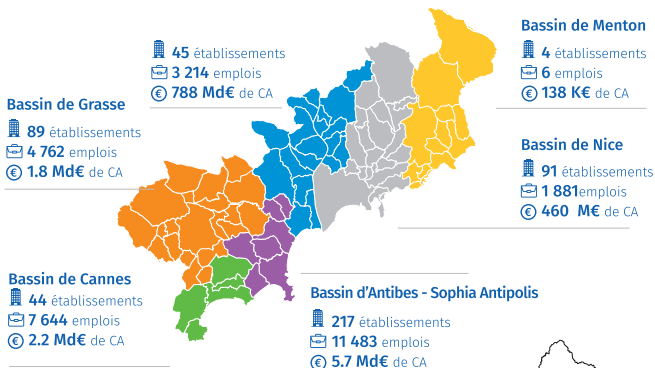 45 établissements
3 214 emplois
788 Md€ de CA
Bassin de Menton
4 établissements
6 emplois
138 K€ de CA
Bassin de Grasse
89 établissements
4 762 emplois
1.8 Md€ de CA
Bassin de Nice
91 établissements
1 881emplois
460 M€ de CA
Bassin de Cannes
44 établissements
7 644 emplois
2.2 Md€ de CA
Bassin d'Antibes - Sophia Antipolis
217 établissements
11 483 emplois
5.7 Md€ de CA